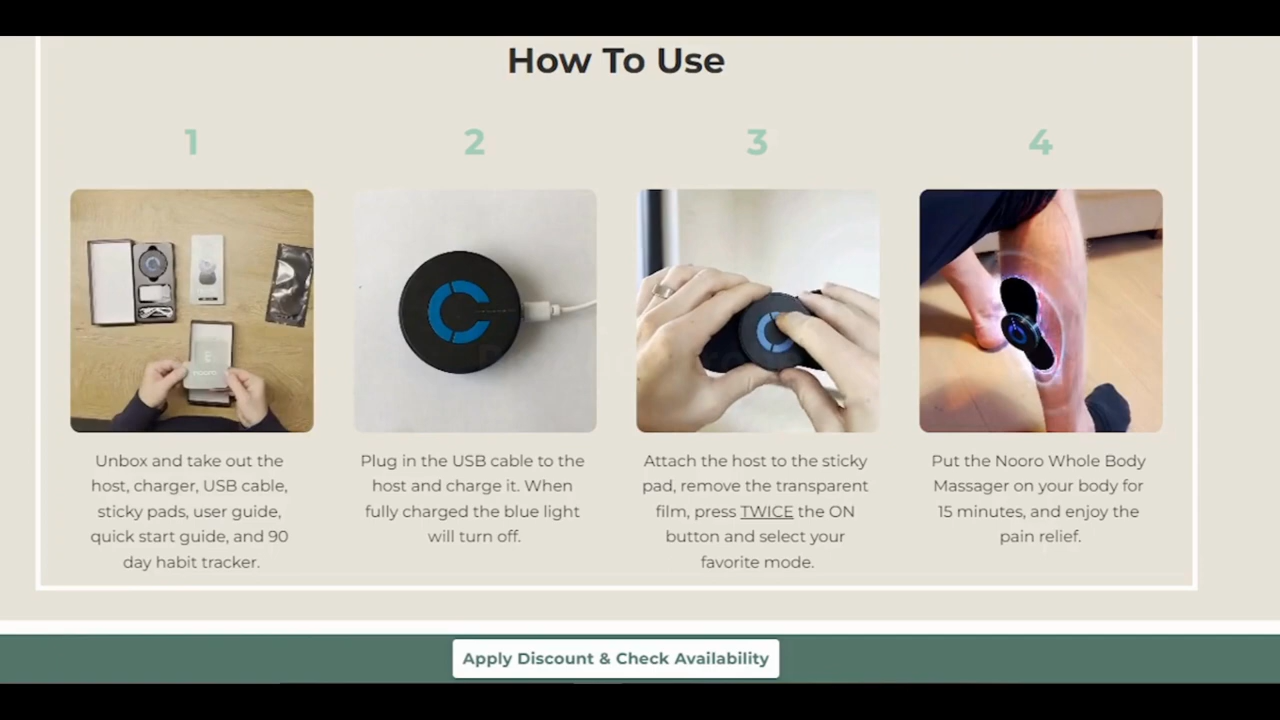 How To Use
1
2
3
4
nooro
Unbox and take out the
host, charger, USB cable,
sticky pads, user guide,
quick start guide, and 90
day habit tracker.
Plug in the USB cable to the
host and charge it. When
fully charged the blue light
will turn off.
Attach the host to the sticky
pad, remove the transparent
film, press TWICE the ON
button and select your
favorite mode.
Put the Nooro Whole Body
Massager on your body for
15 minutes, and enjoy the
pain relief.
Apply Discount & Check Availability